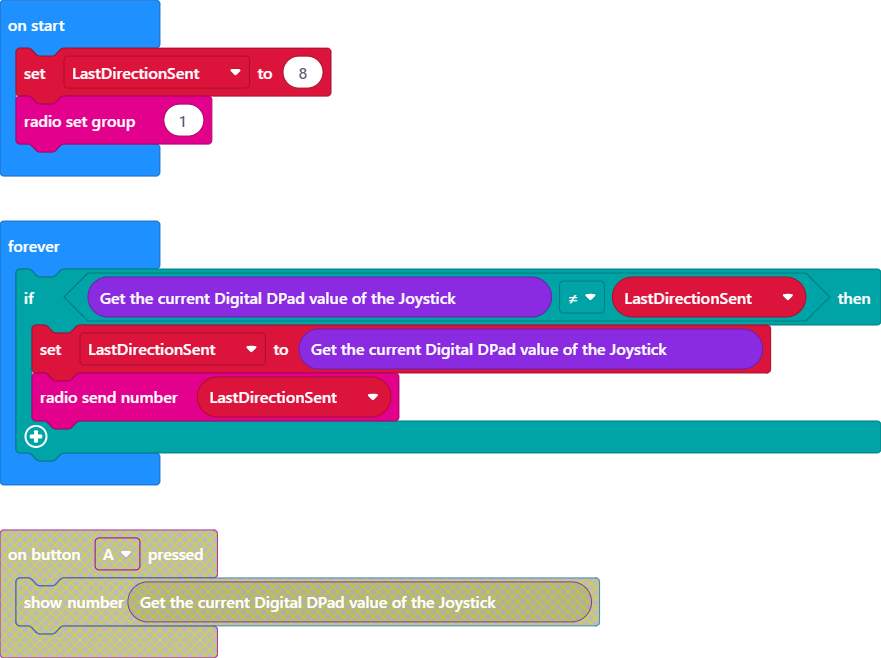 on start
set LastDirectionSent to 8
radio set group 1
forever
if Get the current Digital DPad value of the Joystick ≠ LastDirectionSent then
set LastDirectionSent to Get the current Digital DPad value of the Joystick
radio send number LastDirectionSent
on button A pressed
show number Get the current Digital DPad value of the Joystick